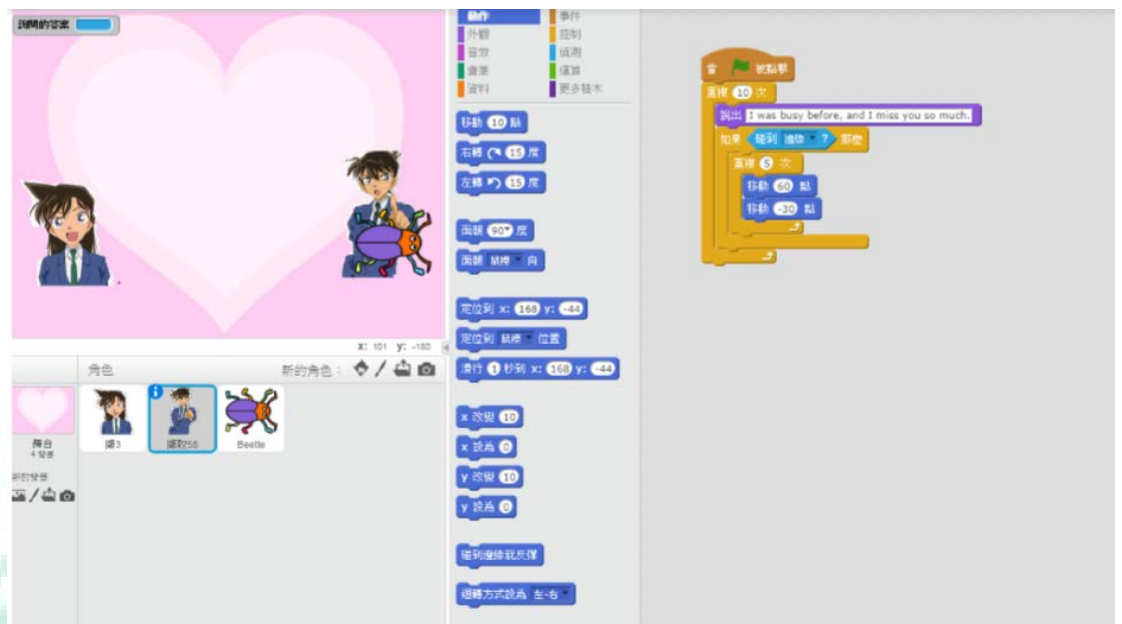 詢問的答案
x: 101 y: -180
角色
新的角色：
舞台
4 背景
新的背景
擷3
擷取58
Beetle
動作
事件
外觀
控制
音效
偵測
畫筆
運算
資料
更多積木
移動 10 點
右轉 15 度
左轉 15 度
面朝 90 度
面朝 鼠標 向
定位到 x: 168 y: -44
定位到 鼠標 位置
滑行 1 秒到 x: 168 y: -44
x 改變 10
x 設為 0
y 改變 10
y 設為 0
碰到邊緣就反彈
迴轉方式設為 左-右
當 被點擊
重複 10 次
說出 I was busy before, and I miss you so much.
如果 碰到 邊緣 ? 那麼
重複 5 次
移動 60 點
移動 -30 點